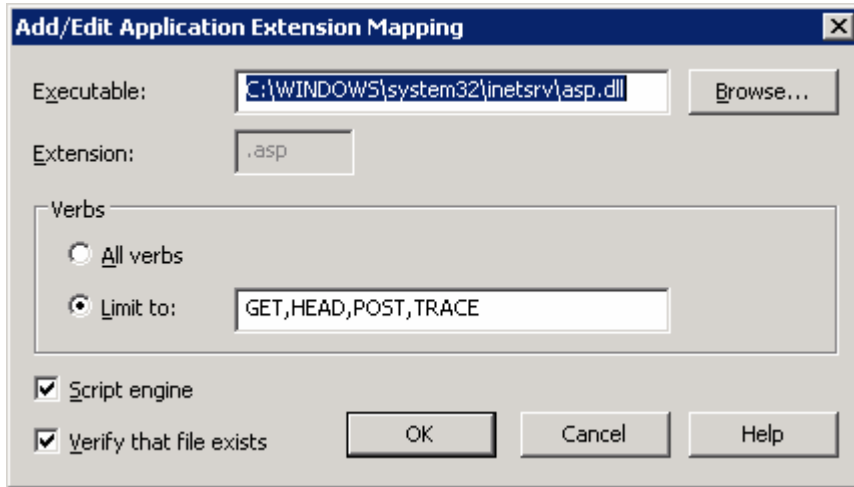 Add/Edit Application Extension Mapping
Executable: C:\WINDOWS\system32\inetsrv\asp.dll Browse...
Extension: .asp
Verbs
All verbs
Limit to: GET,HEAD,POST,TRACE
Script engine
Verify that file exists OK Cancel Help